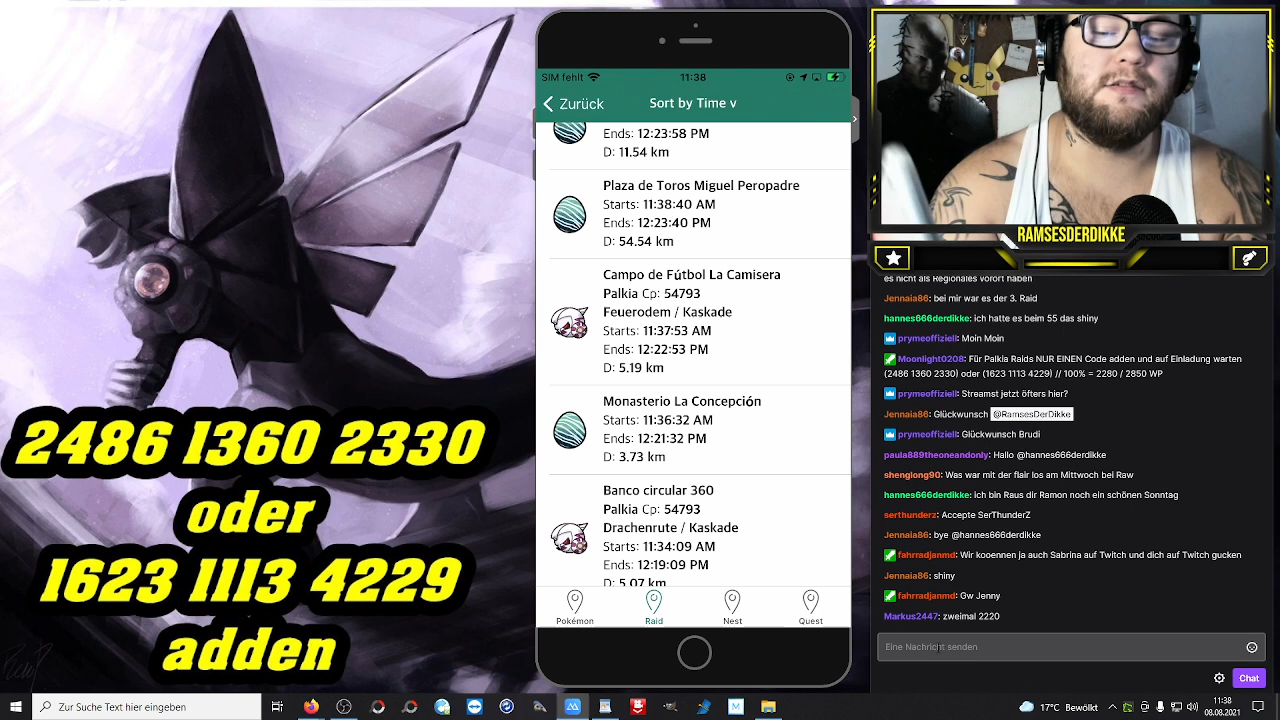 2486 1360 2330
oder
1623 1113 4229
adden
SIM fehlt
11:38
Zurück
Sort by Time v
Ends: 12:23:58 PM
D: 11.54 km
Plaza de Toros Miguel Peropadre
Starts: 11:38:40 AM
Ends: 12:23:40 PM
D: 54.54 km
Campo de Fútbol La Camisera
Palkia Cp: 54793
Feuerodem / Kaskade
Starts: 11:37:53 AM
Ends: 12:22:53 PM
D: 5.19 km
Monasterio La Concepción
Starts: 11:36:32 AM
Ends: 12:21:32 PM
D: 3.73 km
Banco circular 360
Palkia Cp: 54793
Drachenrute / Kaskade
Starts: 11:34:09 AM
Ends: 12:19:09 PM
D: 5.07 km
Pokémon
Raid
Nest
Quest
RAMSESDERDIKKE
es nicht als Regionales vorort haben
Jennaia86: bei mir war es der 3. Raid
hannes666derdikke: ich hatte es beim 55 das shiny
prymeoffiziell: Moin Moin
Moonlight0208: Für Palkia Raids NUR EINEN Code adden und auf Einladung warten
(2486 1360 2330) oder (1623 1113 4229) // 100% = 2280 / 2850 WP
prymeoffiziell: Streamst jetzt öfters hier?
Jennaia86: Glückwunsch @RamsesDerDikke
prymeoffiziell: Glückwunsch Brudi
paula889theoneandonly: Hallo @hannes666derdikke
shenglong90: Was war mit der flair los am Mittwoch bei Raw
hannes666derdikke: ich bin Raus dir Ramon noch ein schönen Sonntag
serthunderz: Accepte SerThunderZ
Jennaia86: bye @hannes666derdikke
fahrradjanmd: Wir kooennen ja auch Sabrina auf Twitch und dich auf Twitch gucken
Jennaia86: shiny
fahrradjanmd: Gw Jenny
Markus2447: zweimal 2220
Eine Nachricht senden
Chat
Zur Suche Text hier eingeben
17°C Bewölkt
11:38
08.08.2021